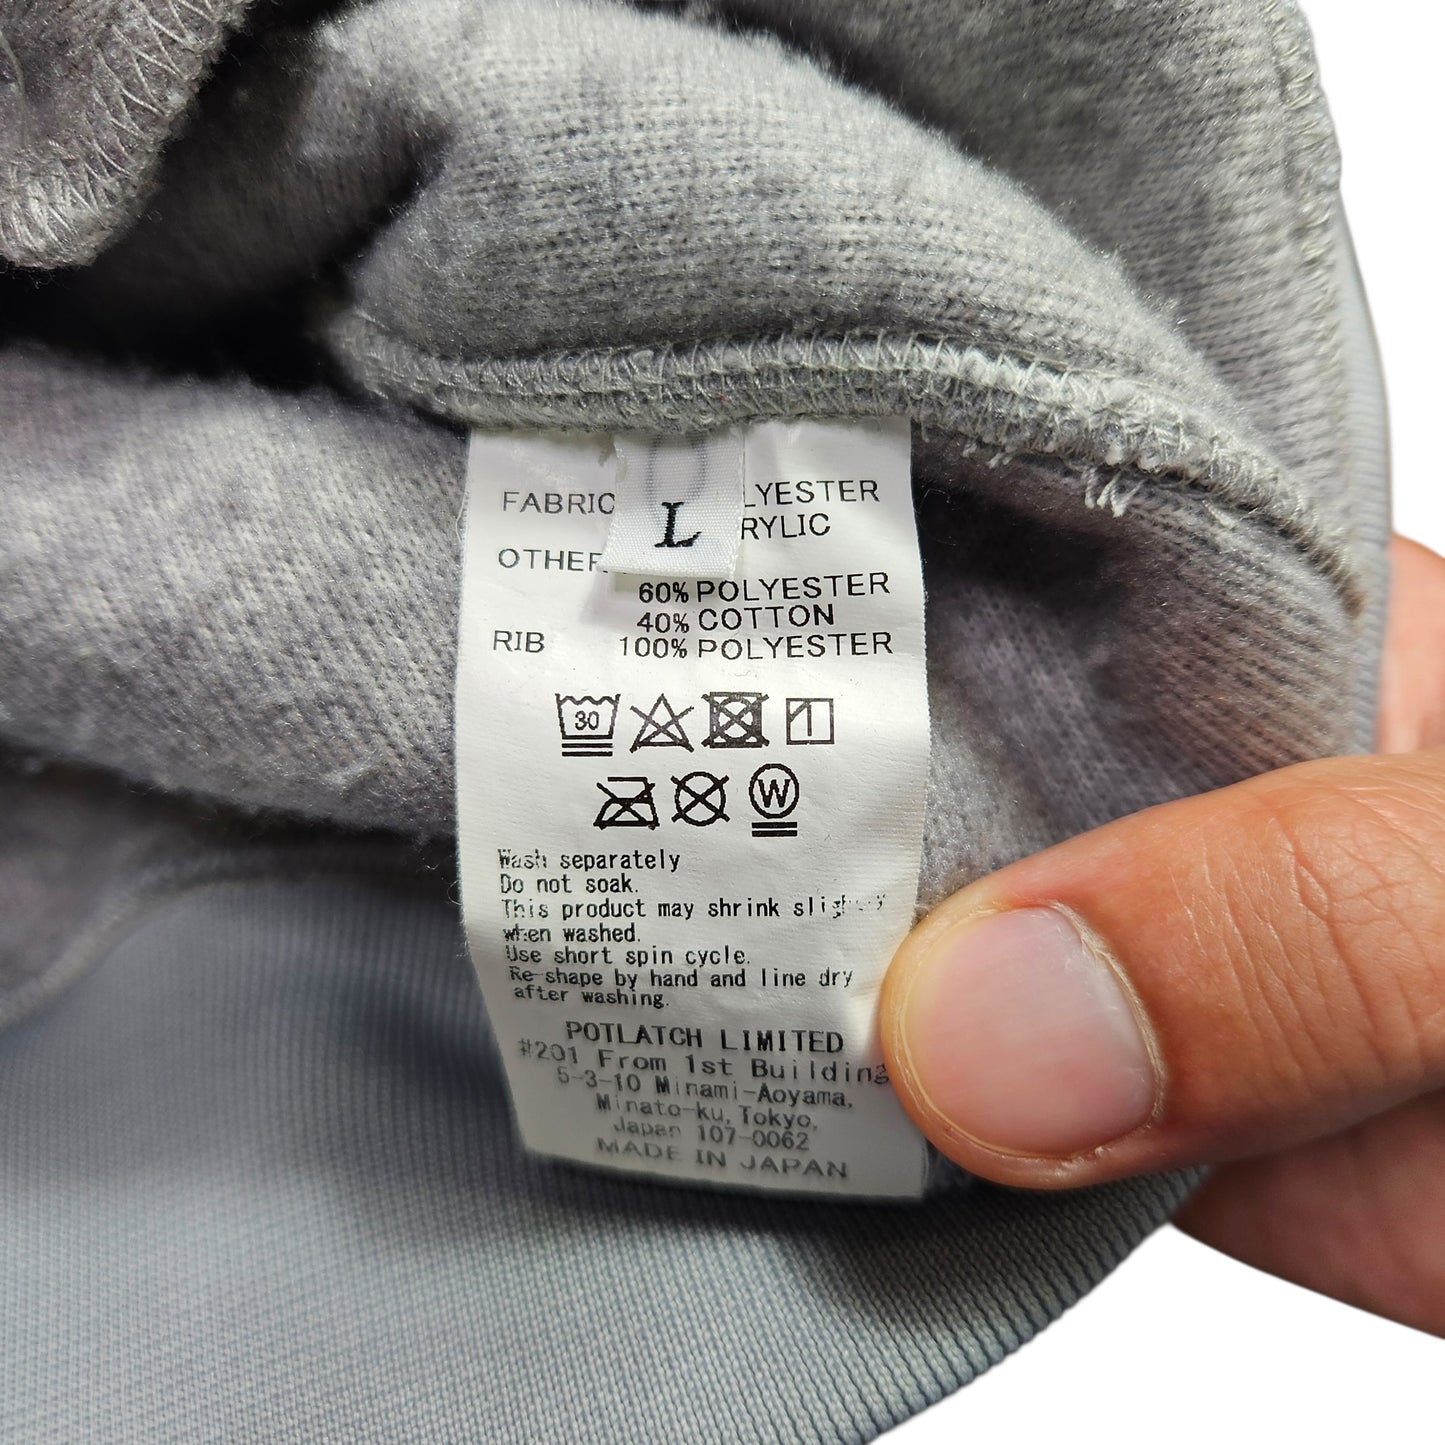 FABRIC LYESTER
L
RYLIC
OTHER
60% POLYESTER
40% COTTON
RIB 100% POLYESTER
30
W
Wash separately
Do not soak.
This product may shrink slightly
when washed.
Use short spin cycle.
Re-shape by hand and line dry
after washing.
POTLATCH LIMITED
#201 From 1st Building
5-3-10 Minami-Aoyama,
Minato-ku, Tokyo,
Japan 107-0062
MADE IN JAPAN